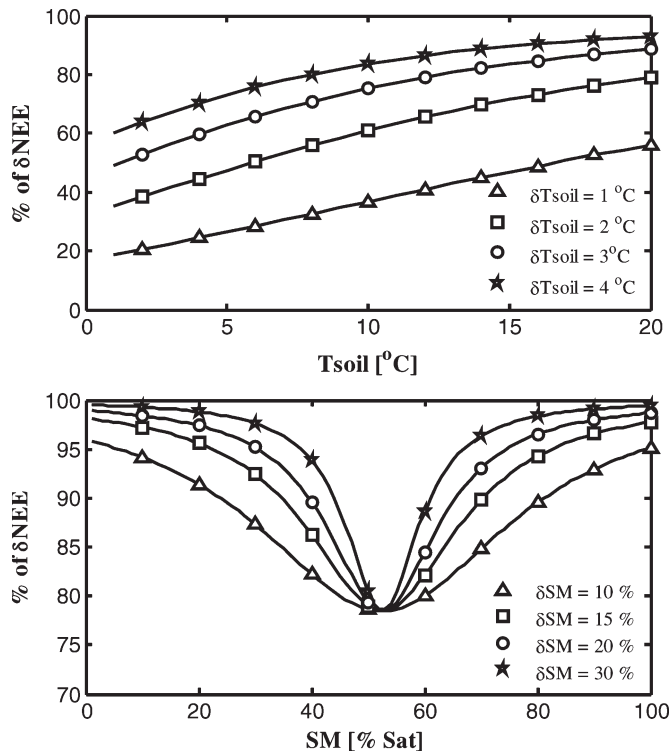 100
80
60
40
20
0
% of δNEE
δTsoil = 1 °C
δTsoil = 2 °C
δTsoil = 3°C
δTsoil = 4 °C
0 5 10 15 20
Tsoil [°C]
100
95
90
85
80
75
70
% of δNEE
δSM = 10 %
δSM = 15 %
δSM = 20 %
δSM = 30 %
0 20 40 60 80 100
SM [% Sat]